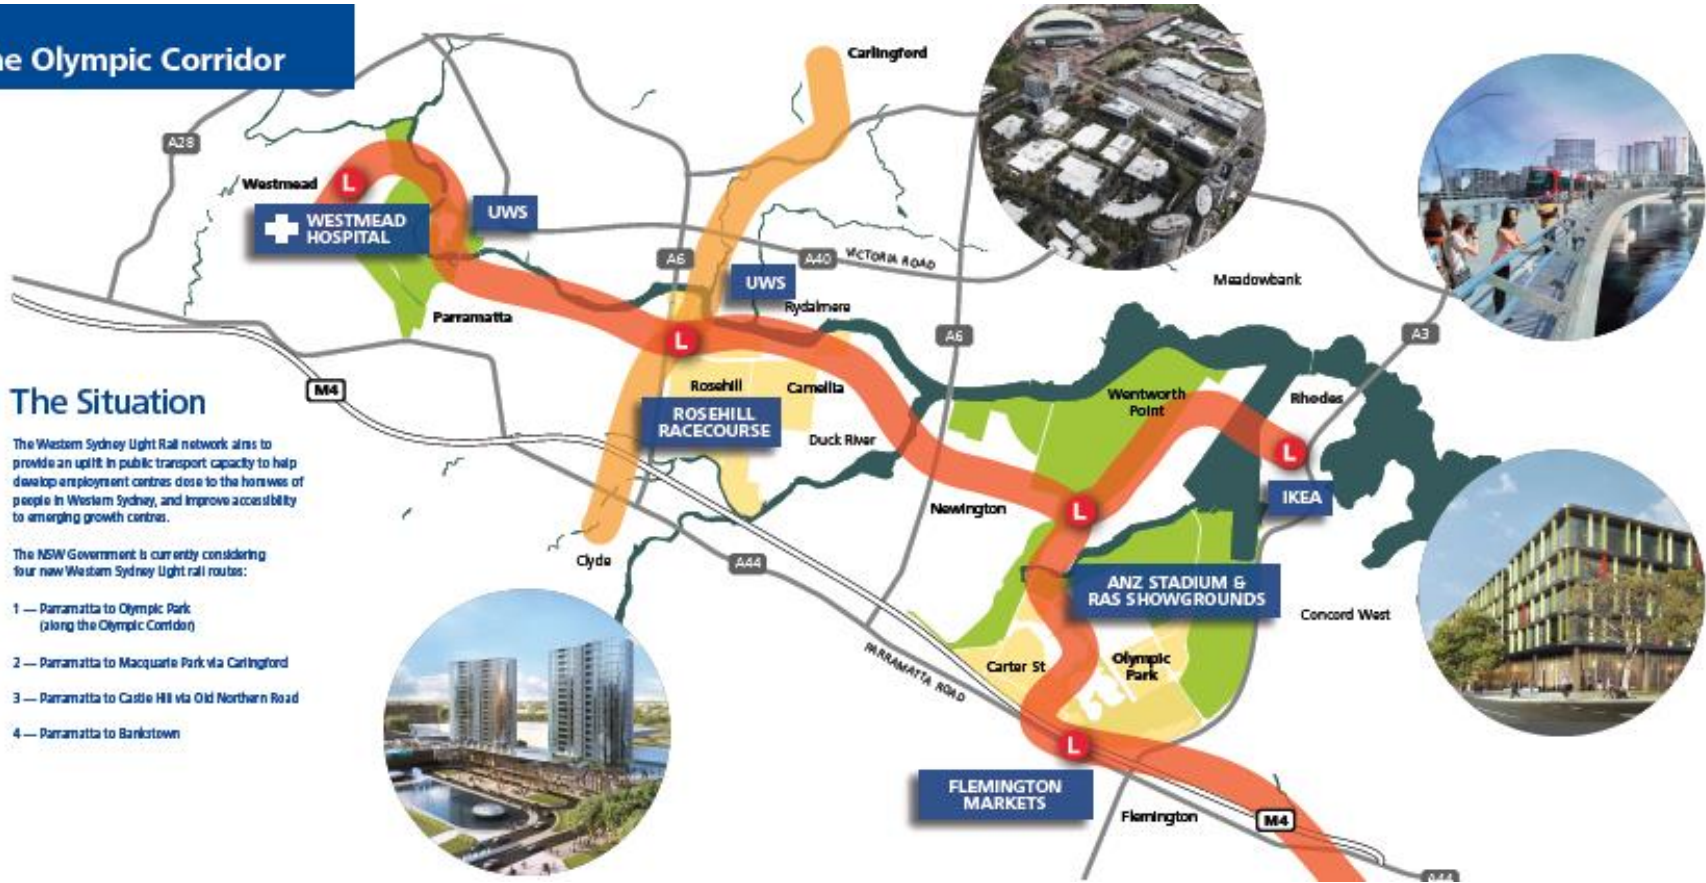 ne Olympic Corridor
Carlingford
A28
Westmead
L
WESTMEAD
HOSPITAL
UWS
A6
A40
VICTORIA ROAD
UWS
Rydalmere
Meadowbank
Parramatta
L
A6
A3
M4
Rosehill
Camellia
Wentworth
Point
Rhodes
ROSEHILL
RACECOURSE
Duck River
L
IKEA
Newington
L
Clyde
A44
ANZ STADIUM &
RAS SHOWGROUNDS
Concord West
PARRAMATTA ROAD
Carter St
Olympic
Park
L
FLEMINGTON
MARKETS
Flemington
M4
A44
The Situation
The Western Sydney Light Rail network aims to
provide an uplift in public transport capacity to help
develop employment centres close to the homwes of
people in Western Sydney, and improve accessibility
to emerging growth centres.
The NSW Government is currently considering
four new Western Sydney Light rail routes:
1 — Parramatta to Olympic Park
(along the Olympic Corridor)
2 — Parramatta to Macquarie Park via Carlingford
3 — Parramatta to Castle Hill via Old Northern Road
4 — Parramatta to Bankstown